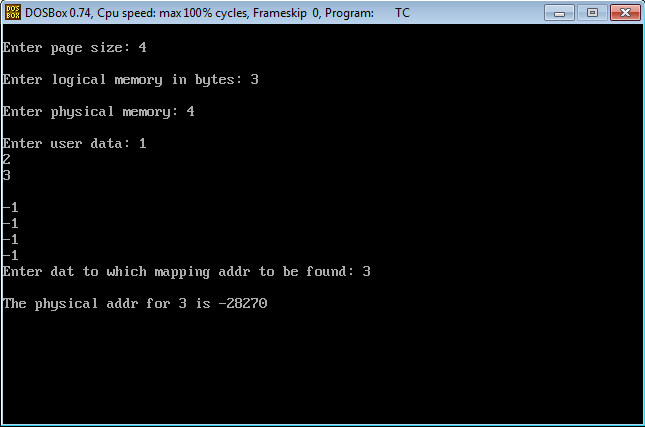 DOS
BOX
DOSBox 0.74, Cpu speed: max 100% cycles, Frameskip 0, Program: TC
Enter page size: 4
Enter logical memory in bytes: 3
Enter physical memory: 4
Enter user data: 1
2
3
-1
-1
-1
-1
Enter dat to which mapping addr to be found: 3
The physical addr for 3 is -28270